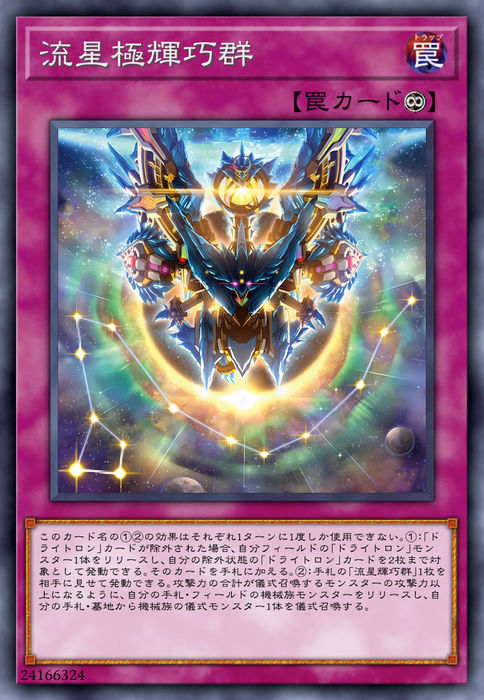 流星極輝巧群
トラップ
罠
【罠カード】
このカード名の①②の効果はそれぞれ1ターンに1度しか使用できない。①:「ド
ライトロン」カードが除外された場合、自分フィールドの「ドライトロン」モン
スター1体をリリースし、自分の除外状態の「ドライトロン」カードを2枚まで対
象として発動できる。そのカードを手札に加える。②:手札の「流星輝巧群」1枚を
相手に見せて発動できる。攻撃力の合計が儀式召喚するモンスターの攻撃力以
上になるように、自分の手札・フィールドの機械族モンスターをリリースし、自
分の手札・墓地から機械族の儀式モンスター1体を儀式召喚する。
24166324